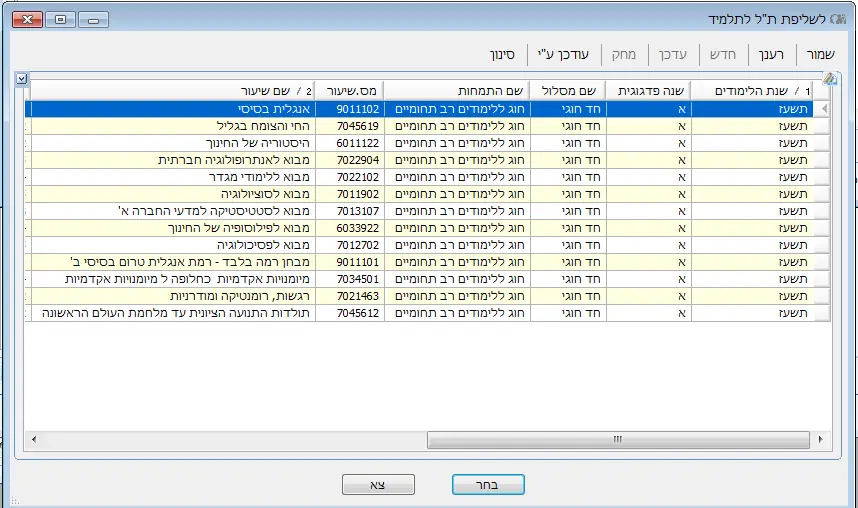 לשליפת ת"ל לתלמיד
שמור רענן חדש עדכן מחק עודכן ע"י סינון
1 / שנת הלימודים שנה פדגוגית שם מסלול שם התמחות מס.שיעור 2 / שם שיעור
תשעז א חד חוגי חוג ללימודים רב תחומיים 9011102 אנגלית בסיסי
תשעז א חד חוגי חוג ללימודים רב תחומיים 7045619 החי והצומח בגליל
תשעז א חד חוגי חוג ללימודים רב תחומיים 6011122 היסטוריה של החינוך
תשעז א חד חוגי חוג ללימודים רב תחומיים 7022904 מבוא לאנתרופולוגיה חברתית
תשעז א חד חוגי חוג ללימודים רב תחומיים 7022102 מבוא ללימודי מגדר
תשעז א חד חוגי חוג ללימודים רב תחומיים 7011902 מבוא לסוציולוגיה
תשעז א חד חוגי חוג ללימודים רב תחומיים 7013107 מבוא לסטטיסטיקה למדעי החברה א'
תשעז א חד חוגי חוג ללימודים רב תחומיים 6033922 מבוא לפילוסופיה של החינוך
תשעז א חד חוגי חוג ללימודים רב תחומיים 7012702 מבוא לפסיכולוגיה
תשעז א חד חוגי חוג ללימודים רב תחומיים 9011101 מבחן רמה בלבד - רמת אנגלית טרום בסיסי ב'
תשעז א חד חוגי חוג ללימודים רב תחומיים 7034501 מיומנויות אקדמיות כחלופה ל מיומנויות אקדמיות
תשעז א חד חוגי חוג ללימודים רב תחומיים 7021463 רגשות, רומנטיקה ומודרניות
תשעז א חד חוגי חוג ללימודים רב תחומיים 7045612 תולדות התנועה הציונית עד מלחמת העולם הראשונה
בחר צא